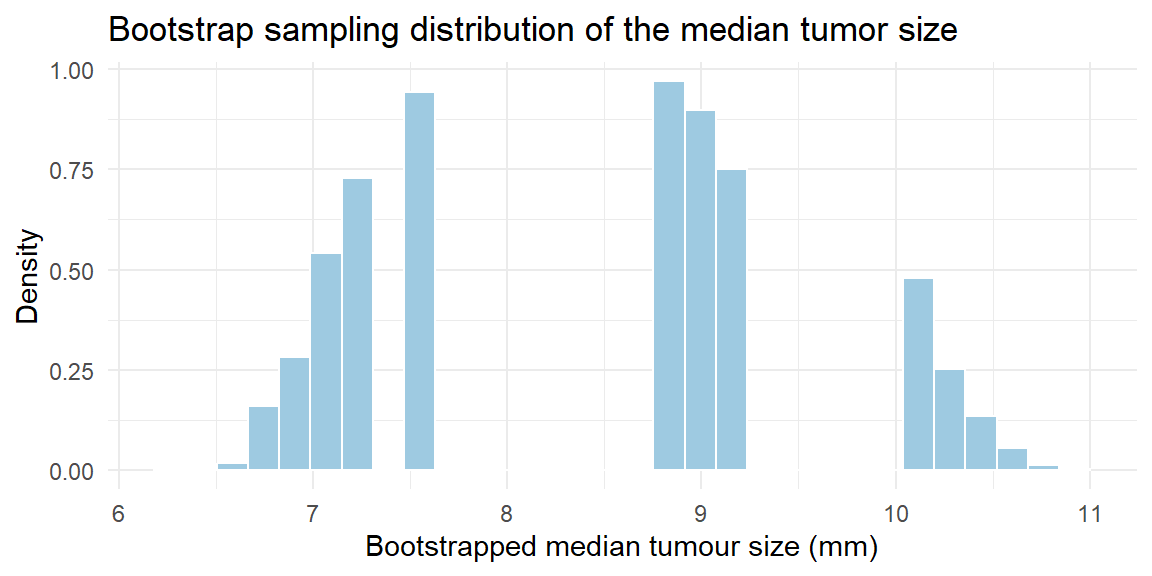 Bootstrap sampling distribution of the median tumor size
1.00
0.75
0.50
0.25
0.00
Density
6 7 8 9 10 11
Bootstrapped median tumour size (mm)